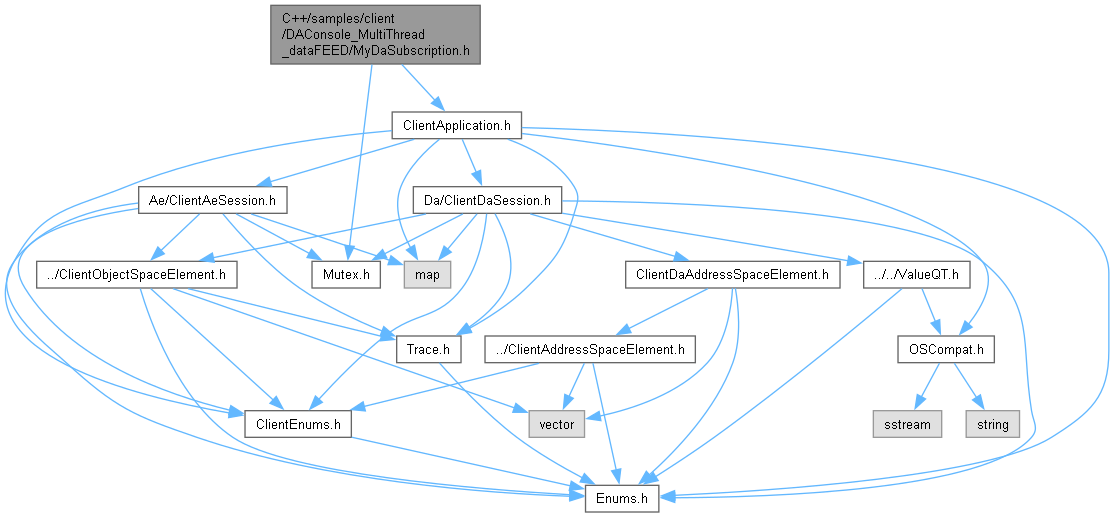 C++/samples/client
/DAConsole_MultiThread
_dataFEED/MyDaSubscription.h
ClientApplication.h
Ae/ClientAeSession.h
Da/ClientDaSession.h
../ClientObjectSpaceElement.h
Mutex.h
map
ClientDaAddressSpaceElement.h
../../ValueQT.h
Trace.h
../ClientAddressSpaceElement.h
OSCompat.h
ClientEnums.h
vector
sstream
string
Enums.h